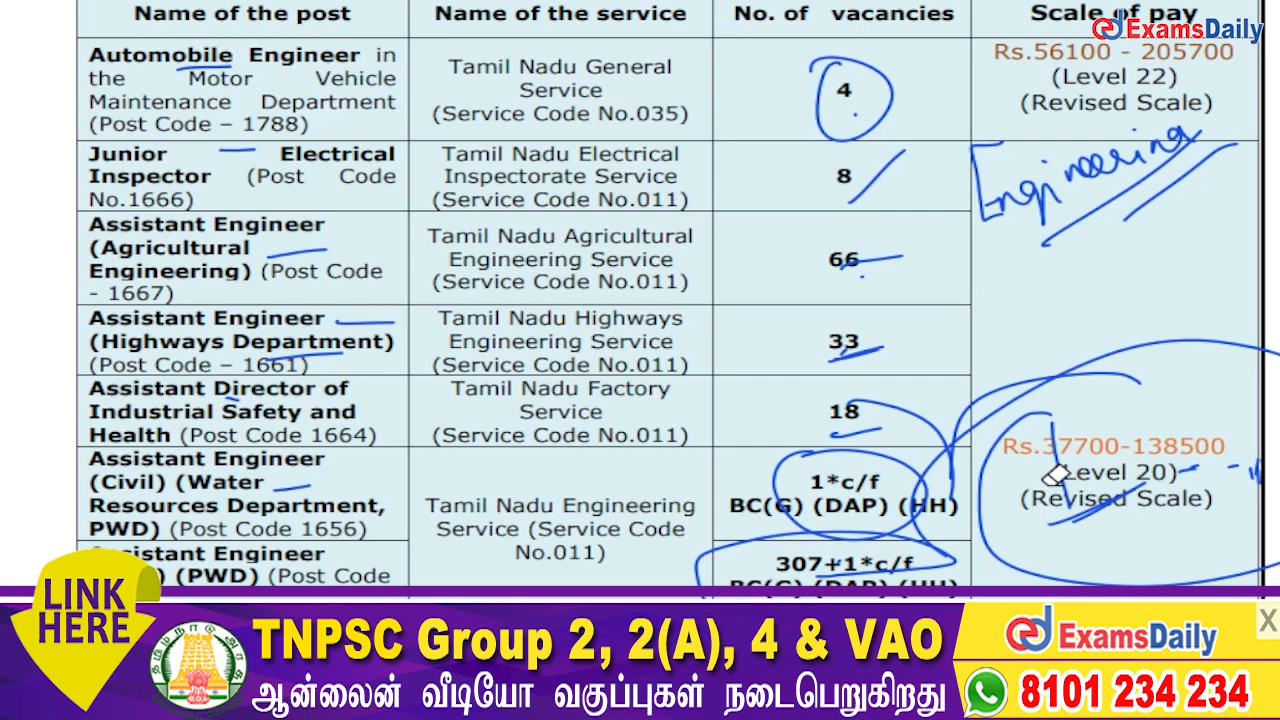 Name of the post
Name of the service
No. of vacancies
Scale of pay
ExamsDaily
Automobile Engineer in
the Motor Vehicle
Maintenance Department
(Post Code – 1788)
Tamil Nadu General
Service
(Service Code No.035)
4
Rs.56100 - 205700
(Level 22)
(Revised Scale)
Junior Electrical
Inspector (Post Code
No.1666)
Tamil Nadu Electrical
Inspectorate Service
(Service Code No.011)
8
Engineering
Assistant Engineer
(Agricultural
Engineering) (Post Code
- 1667)
Tamil Nadu Agricultural
Engineering Service
(Service Code No.011)
66
Assistant Engineer
(Highways Department)
(Post Code – 1661)
Tamil Nadu Highways
Engineering Service
(Service Code No.011)
33
Assistant Director of
Industrial Safety and
Health (Post Code 1664)
Tamil Nadu Factory
Service
(Service Code No.011)
18
Rs.37700-138500
(Level 20)
(Revised Scale)
Assistant Engineer
(Civil) (Water
Resources Department,
PWD) (Post Code 1656)
Tamil Nadu Engineering
Service (Service Code
No.011)
1*c/f
BC(G) (DAP) (HH)
Assistant Engineer
(PWD) (Post Code
307+1*c/f
BC(G) (DAP) (HH)
LINK
HERE
TNPSC Group 2, 2(A), 4 & VAO
ஆன்லைன் வீடியோ வகுப்புகள் நடைபெறுகிறது
ExamsDaily
8101 234 234
X